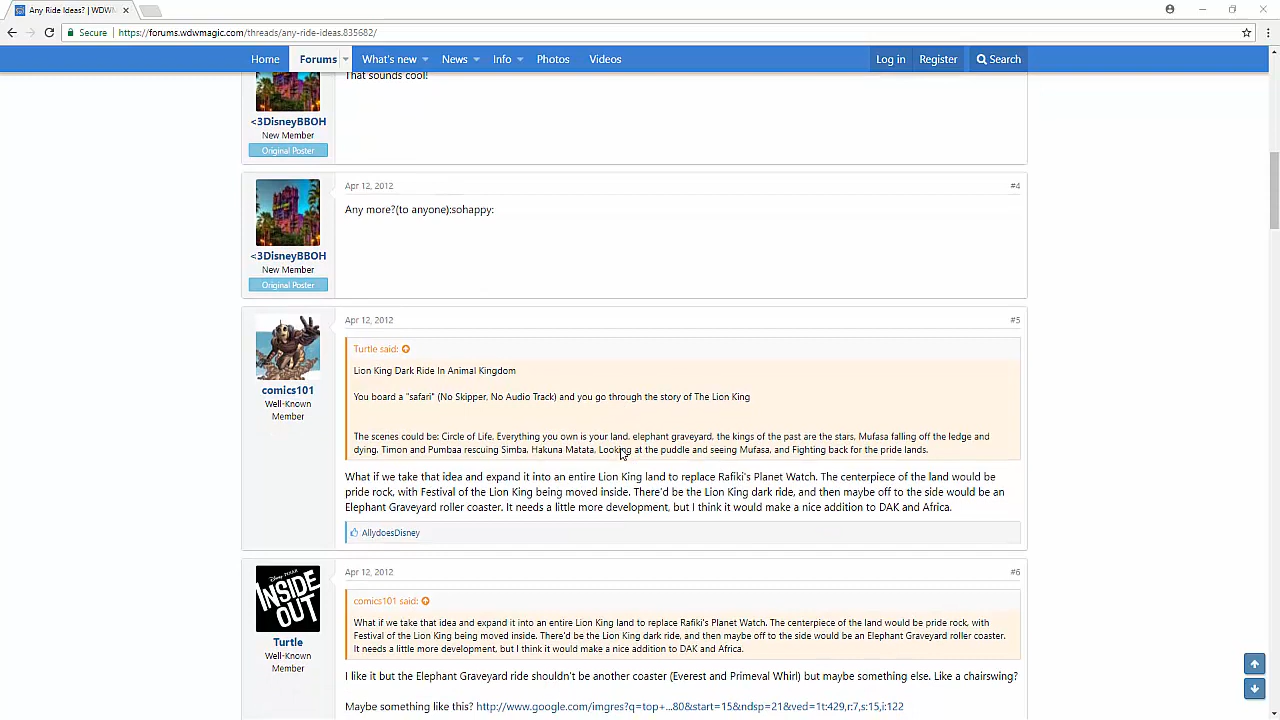 Any Ride Ideas? | WDWM
Secure https://forums.wdwmagic.com/threads/any-ride-ideas.835682/
Home Forums What's new News Info Photos Videos Log in Register Search
That sounds cool!
<3DisneyBBOH
New Member
Original Poster
Apr 12, 2012 #4
Any more?(to anyone):sohappy:
<3DisneyBBOH
New Member
Original Poster
Apr 12, 2012 #5
Turtle said:
Lion King Dark Ride In Animal Kingdom
You board a "safari" (No Skipper, No Audio Track) and you go through the story of The Lion King
The scenes could be: Circle of Life, Everything you own is your land, elephant graveyard, the kings of the past are the stars, Mufasa falling off the ledge and
dying, Timon and Pumbaa rescuing Simba, Hakuna Matata, Looking at the puddle and seeing Mufasa, and Fighting back for the pride lands.
comics101
Well-Known
Member
What if we take that idea and expand it into an entire Lion King land to replace Rafiki's Planet Watch. The centerpiece of the land would be
pride rock, with Festival of the Lion King being moved inside. There'd be the Lion King dark ride, and then maybe off to the side would be an
Elephant Graveyard roller coaster. It needs a little more development, but I think it would make a nice addition to DAK and Africa.
AllydoesDisney
Apr 12, 2012 #6
comics101 said:
What if we take that idea and expand it into an entire Lion King land to replace Rafiki's Planet Watch. The centerpiece of the land would be pride rock, with
Festival of the Lion King being moved inside. There'd be the Lion King dark ride, and then maybe off to the side would be an Elephant Graveyard roller coaster.
It needs a little more development, but I think it would make a nice addition to DAK and Africa.
DISNEY PIXAR
INSIDE
OUT
Turtle
Well-Known
Member
I like it but the Elephant Graveyard ride shouldn't be another coaster (Everest and Primeval Whirl) but maybe something else. Like a chairswing?
Maybe something like this? http://www.google.com/imgres?q=top+...80&start=15&ndsp=21&ved=1t:429,r:7,s:15,i:122